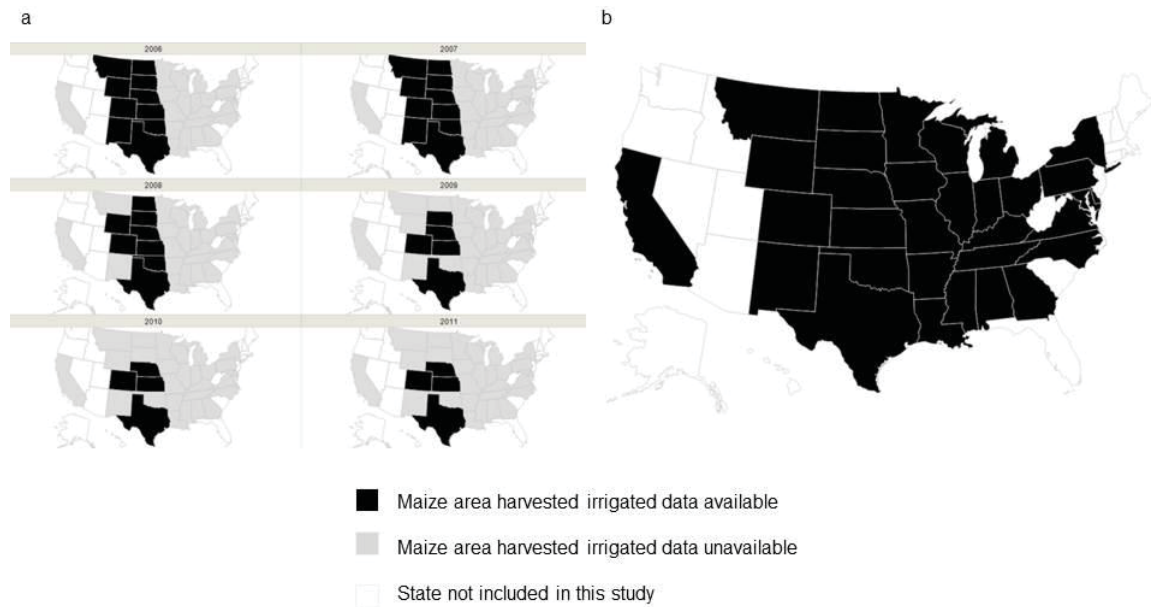 a
b
2006
2007
2008
2009
2010
2011
Maize area harvested irrigated data available
Maize area harvested irrigated data unavailable
State not included in this study